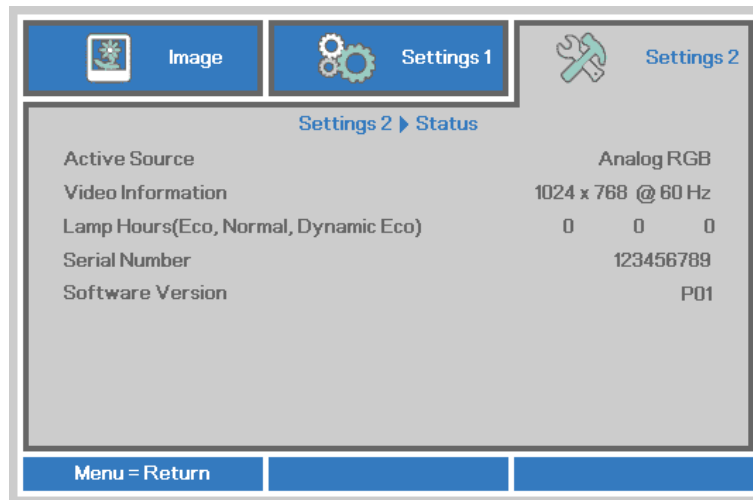 Image Settings 1 Settings 2
Settings 2 ▶ Status
Active Source Analog RGB
Video Information 1024 x 768 @ 60 Hz
Lamp Hours(Eco, Normal, Dynamic Eco) 0 0 0
Serial Number 123456789
Software Version P01
Menu = Return